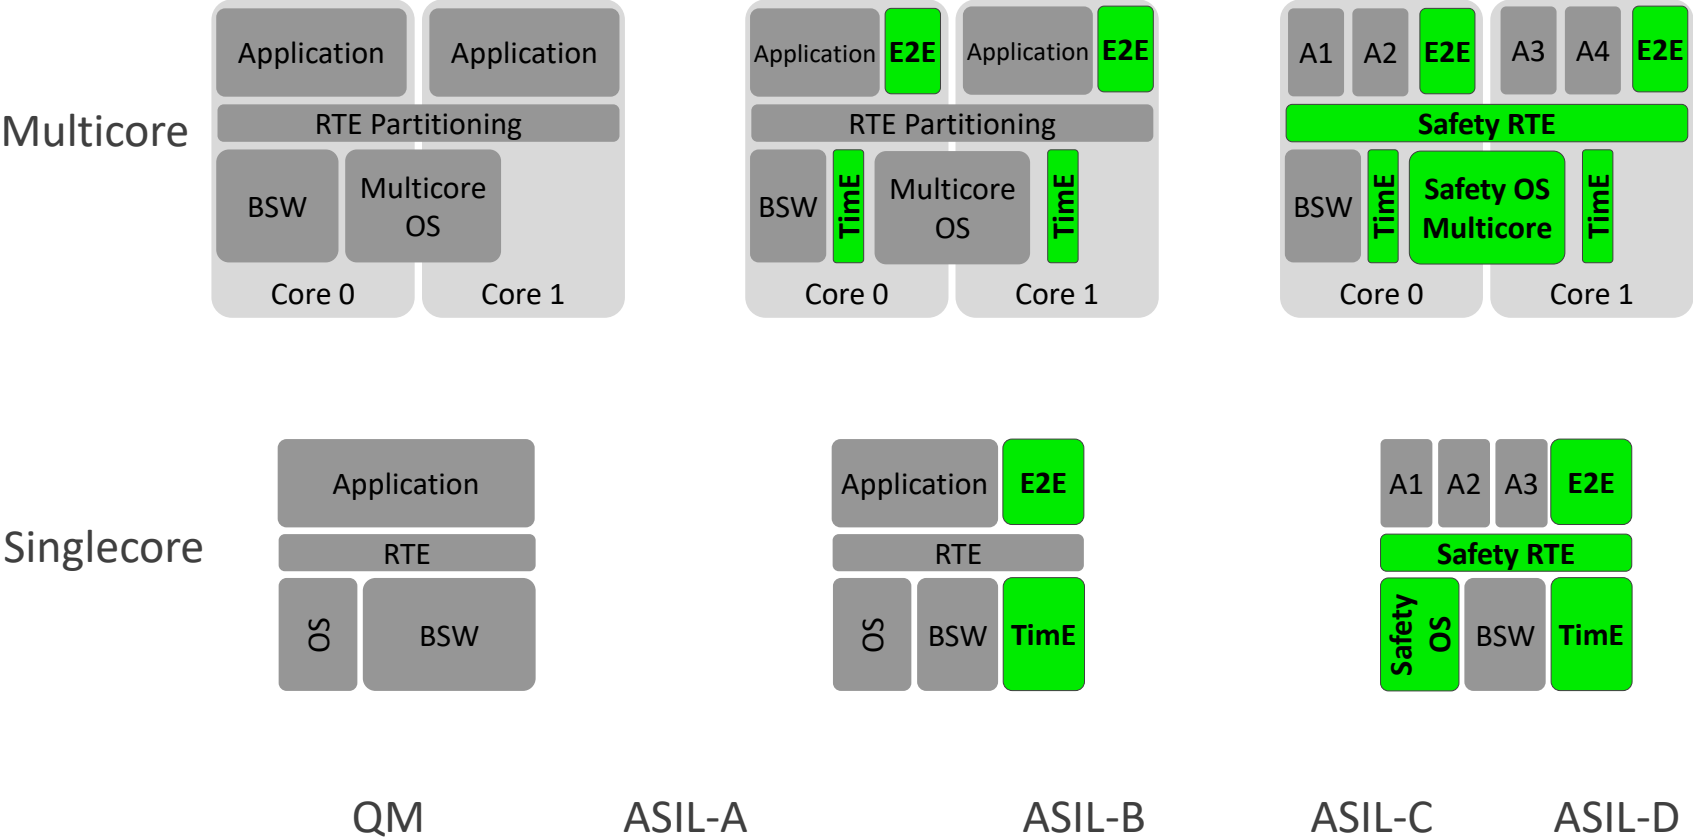 Multicore
Application
Application
RTE Partitioning
BSW
Multicore
OS
Core 0
Core 1
Application
E2E
Application
E2E
RTE Partitioning
BSW
TimE
Multicore
OS
TimE
Core 0
Core 1
A1
A2
E2E
A3
A4
E2E
Safety RTE
BSW
TimE
Safety OS
Multicore
TimE
Core 0
Core 1
Singlecore
Application
RTE
OS
BSW
Application
E2E
RTE
OS
BSW
TimE
A1
A2
A3
E2E
Safety RTE
Safety
OS
BSW
TimE
QM
ASIL-A
ASIL-B
ASIL-C
ASIL-D